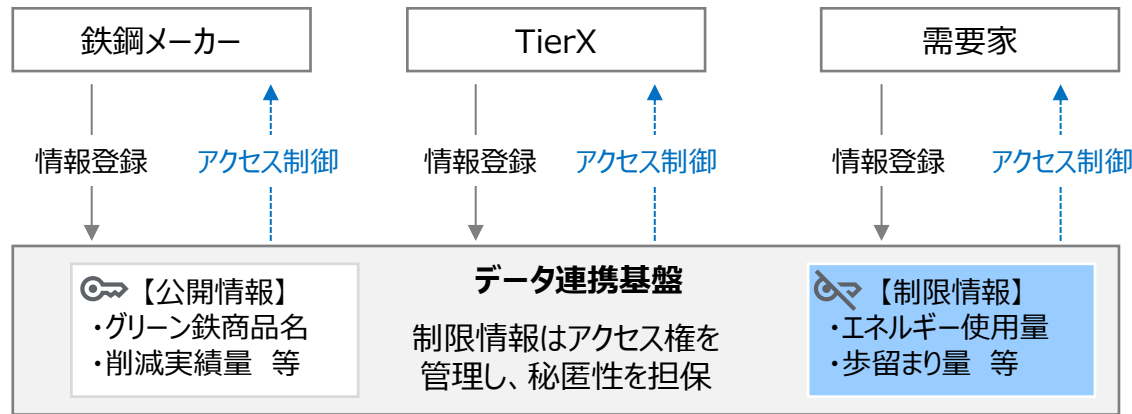 鉄鋼メーカー
TierX
需要家
情報登録
アクセス制御
情報登録
アクセス制御
情報登録
アクセス制御
データ連携基盤
【公開情報】
・グリーン鉄商品名
・削減実績量 等
制限情報はアクセス権を
管理し、秘匿性を担保
【制限情報】
・エネルギー使用量
・歩留まり量 等